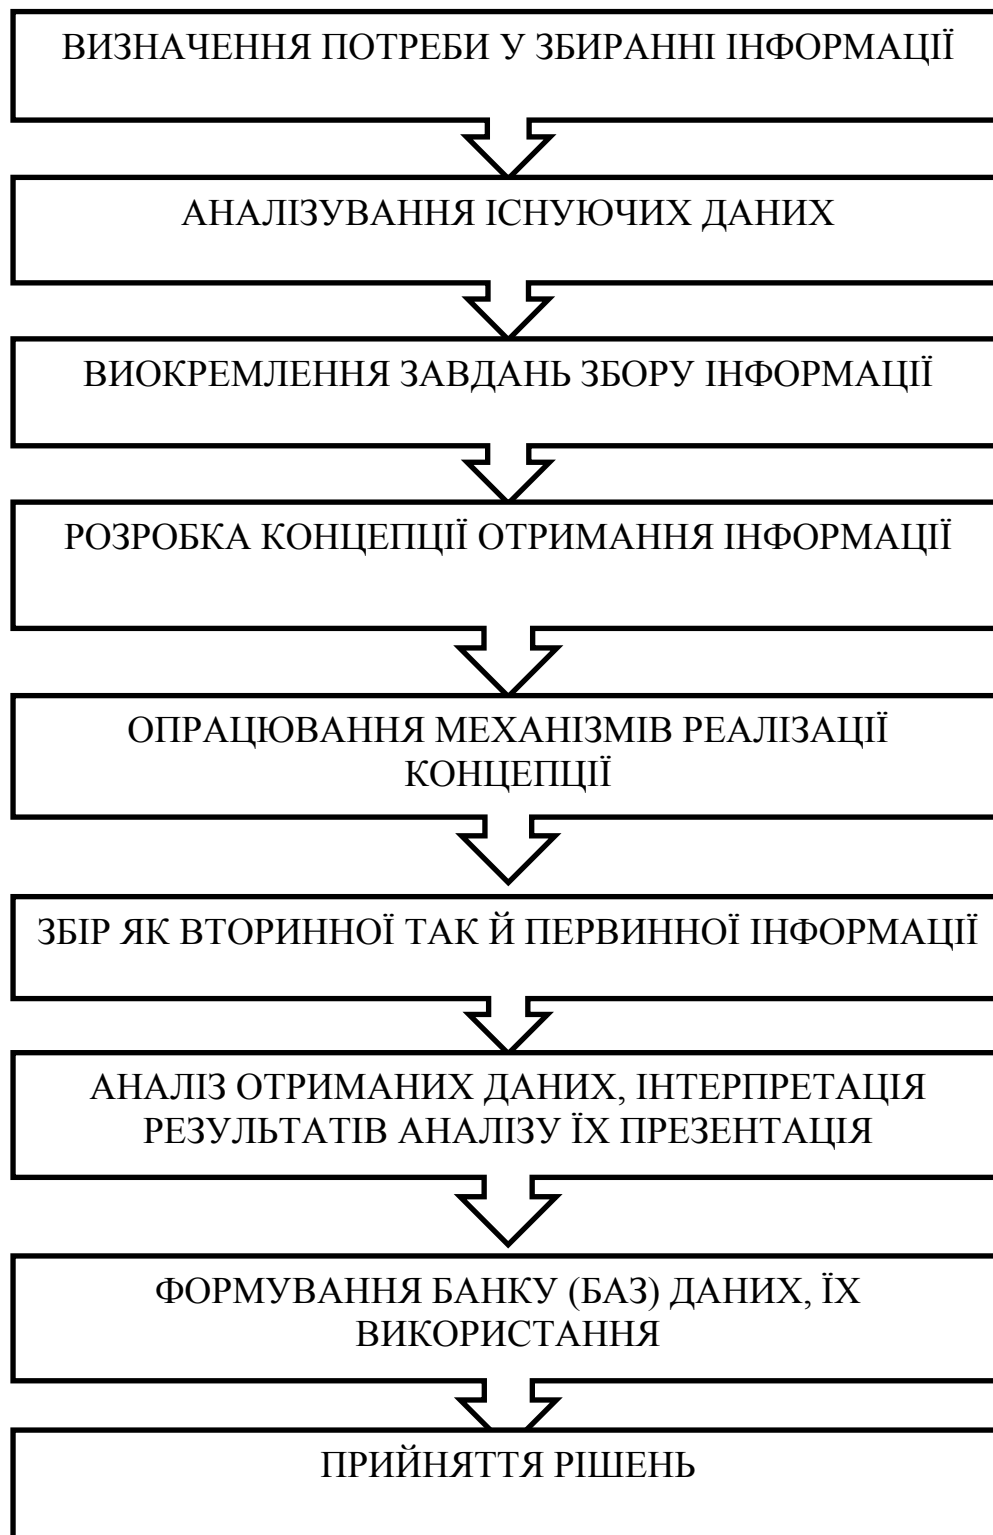 ВИЗНАЧЕННЯ ПОТРЕБИ У ЗБИРАННІ ІНФОРМАЦІЇ
АНАЛІЗУВАННЯ ІСНУЮЧИХ ДАНИХ
ВИОКРЕМЛЕННЯ ЗАВДАНЬ ЗБОРУ ІНФОРМАЦІЇ
РОЗРОБКА КОНЦЕПЦІЇ ОТРИМАННЯ ІНФОРМАЦІЇ
ОПРАЦЮВАННЯ МЕХАНІЗМІВ РЕАЛІЗАЦІЇ
КОНЦЕПЦІЇ
ЗБІР ЯК ВТОРИННОЇ ТАК Й ПЕРВИННОЇ ІНФОРМАЦІЇ
АНАЛІЗ ОТРИМАНИХ ДАНИХ, ІНТЕРПРЕТАЦІЯ
РЕЗУЛЬТАТІВ АНАЛІЗУ ЇХ ПРЕЗЕНТАЦІЯ
ФОРМУВАННЯ БАНКУ (БАЗ) ДАНИХ, ЇХ
ВИКОРИСТАННЯ
ПРИЙНЯТТЯ РІШЕНЬ